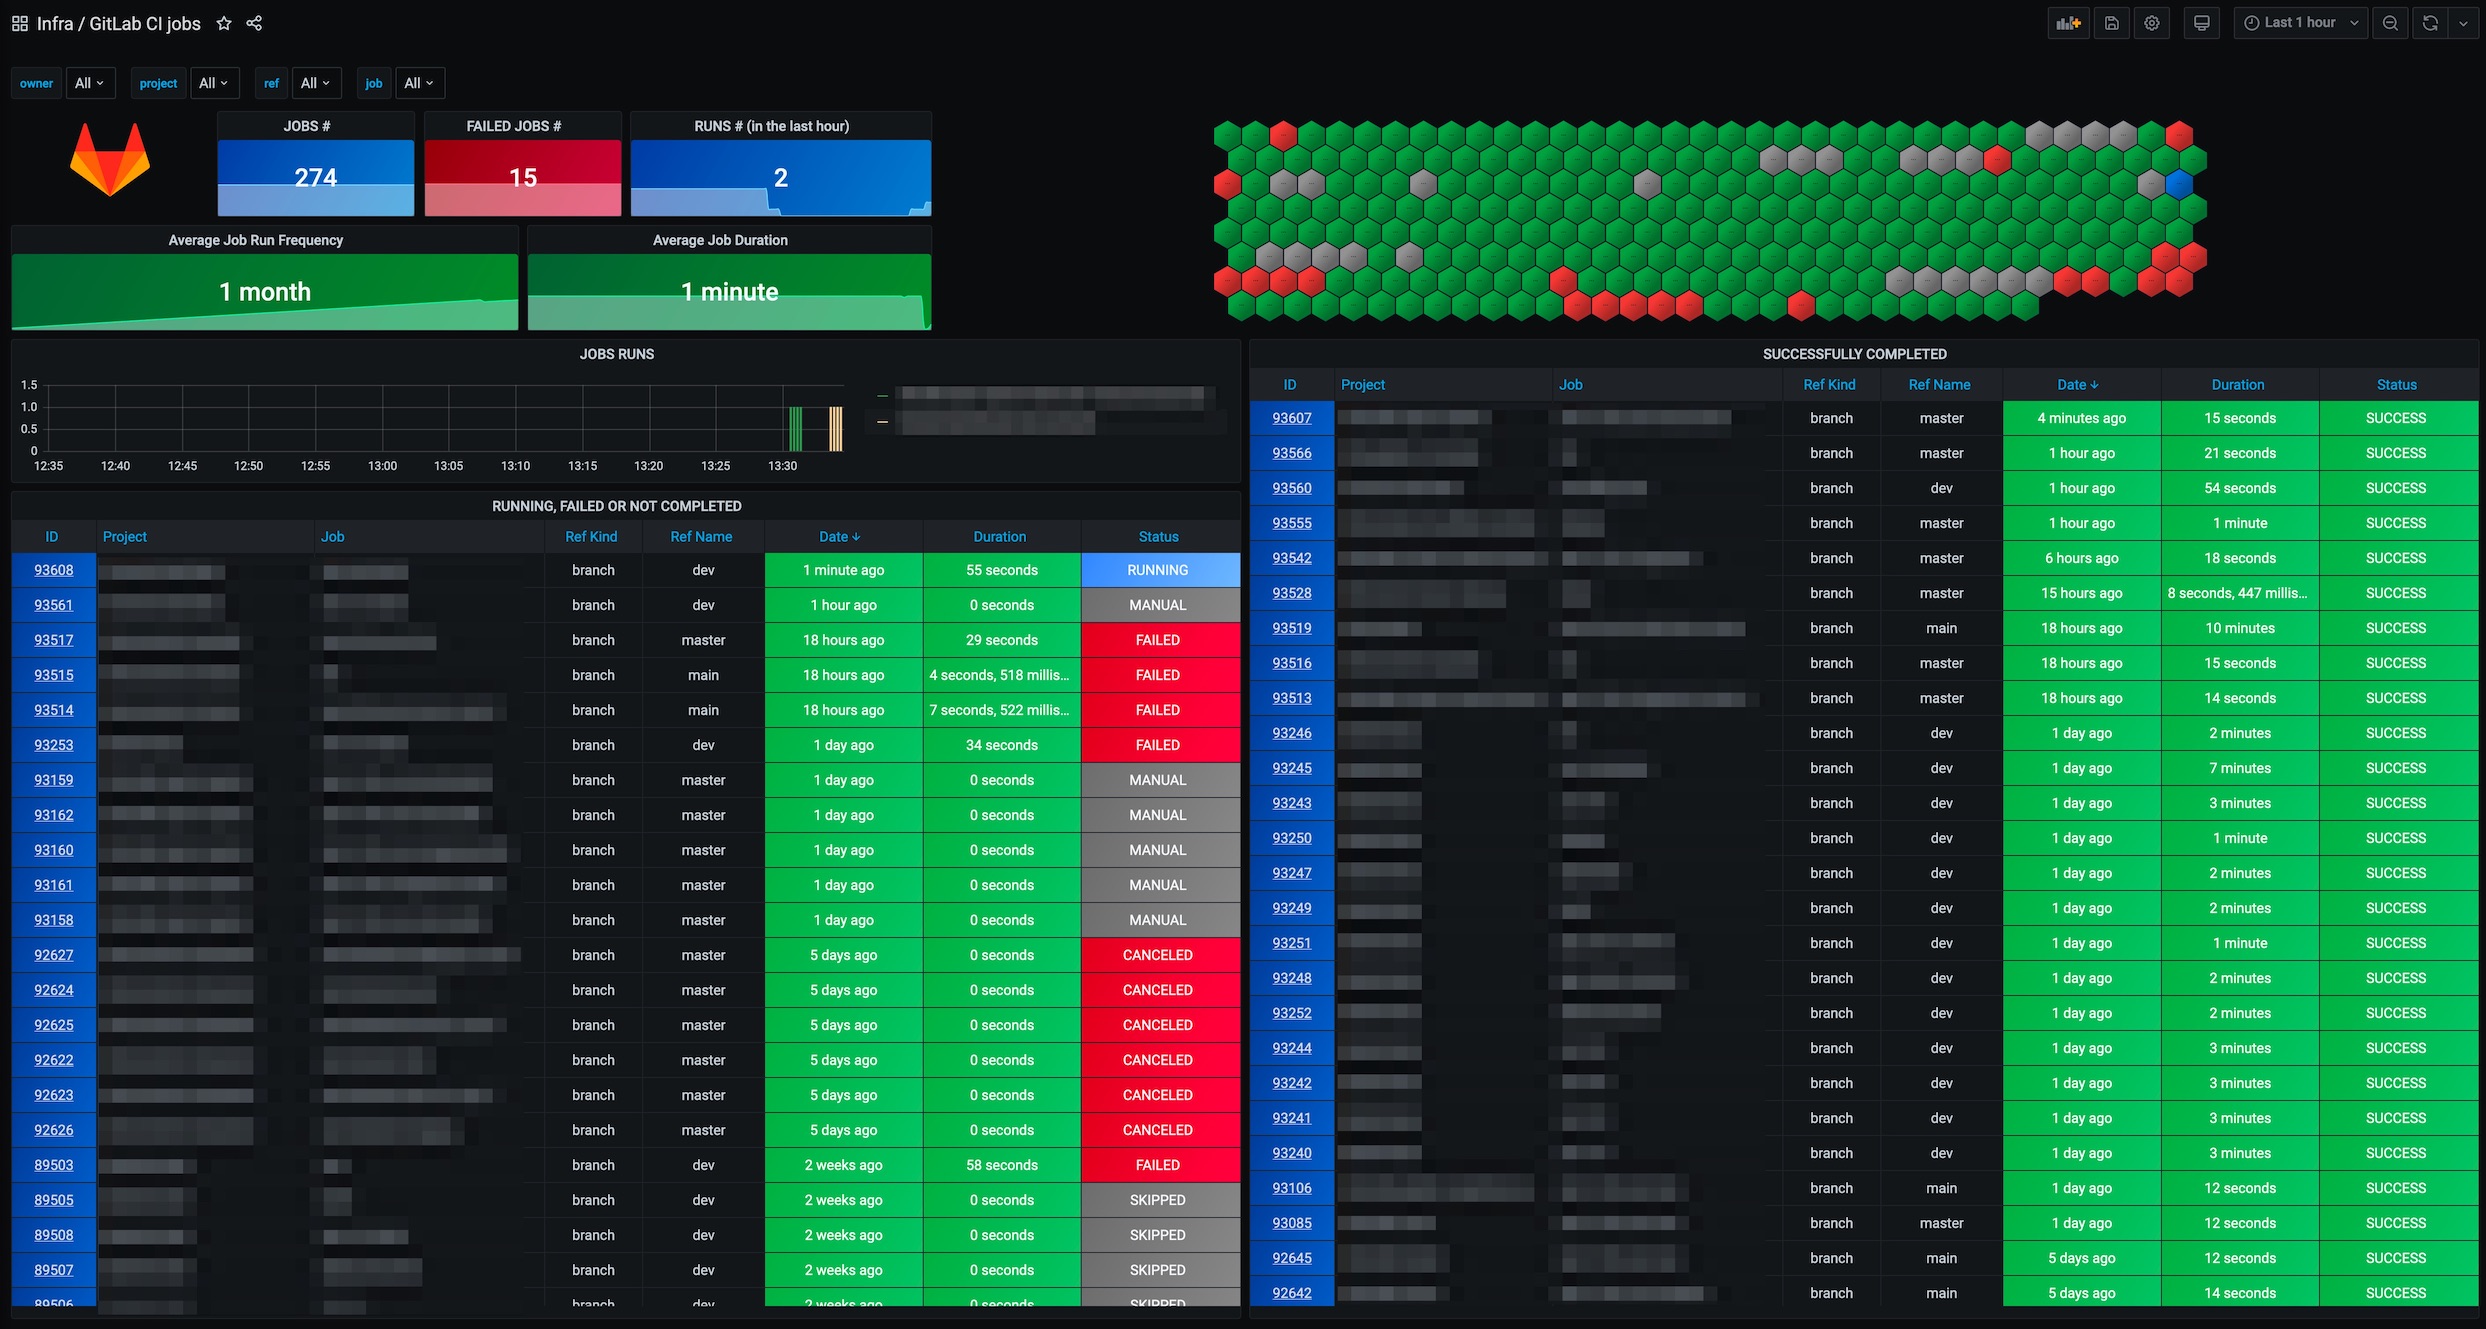 Infra / GitLab CI jobs
Last 1 hour
owner All project All ref All job All
JOBS #
274
FAILED JOBS #
15
RUNS # (in the last hour)
2
Average Job Run Frequency
1 month
Average Job Duration
1 minute
JOBS RUNS
1.5
1.0
0.5
0
12:35 12:40 12:45 12:50 12:55 13:00 13:05 13:10 13:15 13:20 13:25 13:30
RUNNING, FAILED OR NOT COMPLETED
ID Project Job Ref Kind Ref Name Date Duration Status
93608 branch dev 1 minute ago 55 seconds RUNNING
93561 branch dev 1 hour ago 0 seconds MANUAL
93517 branch master 18 hours ago 29 seconds FAILED
93515 branch main 18 hours ago 4 seconds, 518 millis... FAILED
93514 branch main 18 hours ago 7 seconds, 522 millis... FAILED
93253 branch dev 1 day ago 34 seconds FAILED
93159 branch master 1 day ago 0 seconds MANUAL
93162 branch master 1 day ago 0 seconds MANUAL
93160 branch master 1 day ago 0 seconds MANUAL
93161 branch master 1 day ago 0 seconds MANUAL
93158 branch master 1 day ago 0 seconds MANUAL
92627 branch master 5 days ago 0 seconds CANCELED
92624 branch master 5 days ago 0 seconds CANCELED
92625 branch master 5 days ago 0 seconds CANCELED
92622 branch master 5 days ago 0 seconds CANCELED
92623 branch master 5 days ago 0 seconds CANCELED
92626 branch master 5 days ago 0 seconds CANCELED
89503 branch dev 2 weeks ago 58 seconds FAILED
89505 branch dev 2 weeks ago 0 seconds SKIPPED
89508 branch dev 2 weeks ago 0 seconds SKIPPED
89507 branch dev 2 weeks ago 0 seconds SKIPPED
89506 branch dev 2 weeks ago 0 seconds SKIPPED
SUCCESSFULLY COMPLETED
ID Project Job Ref Kind Ref Name Date Duration Status
93607 branch master 4 minutes ago 15 seconds SUCCESS
93566 branch master 1 hour ago 21 seconds SUCCESS
93560 branch dev 1 hour ago 54 seconds SUCCESS
93555 branch master 1 hour ago 1 minute SUCCESS
93542 branch master 6 hours ago 18 seconds SUCCESS
93528 branch master 15 hours ago 8 seconds, 447 millis... SUCCESS
93519 branch main 18 hours ago 10 minutes SUCCESS
93516 branch master 18 hours ago 15 seconds SUCCESS
93513 branch master 18 hours ago 14 seconds SUCCESS
93246 branch dev 1 day ago 2 minutes SUCCESS
93245 branch dev 1 day ago 7 minutes SUCCESS
93243 branch dev 1 day ago 3 minutes SUCCESS
93250 branch dev 1 day ago 1 minute SUCCESS
93247 branch dev 1 day ago 2 minutes SUCCESS
93249 branch dev 1 day ago 2 minutes SUCCESS
93251 branch dev 1 day ago 1 minute SUCCESS
93248 branch dev 1 day ago 2 minutes SUCCESS
93252 branch dev 1 day ago 2 minutes SUCCESS
93244 branch dev 1 day ago 3 minutes SUCCESS
93242 branch dev 1 day ago 3 minutes SUCCESS
93241 branch dev 1 day ago 3 minutes SUCCESS
93240 branch dev 1 day ago 3 minutes SUCCESS
93106 branch main 1 day ago 12 seconds SUCCESS
93085 branch master 1 day ago 12 seconds SUCCESS
92645 branch main 5 days ago 12 seconds SUCCESS
92642 branch main 5 days ago 14 seconds SUCCESS